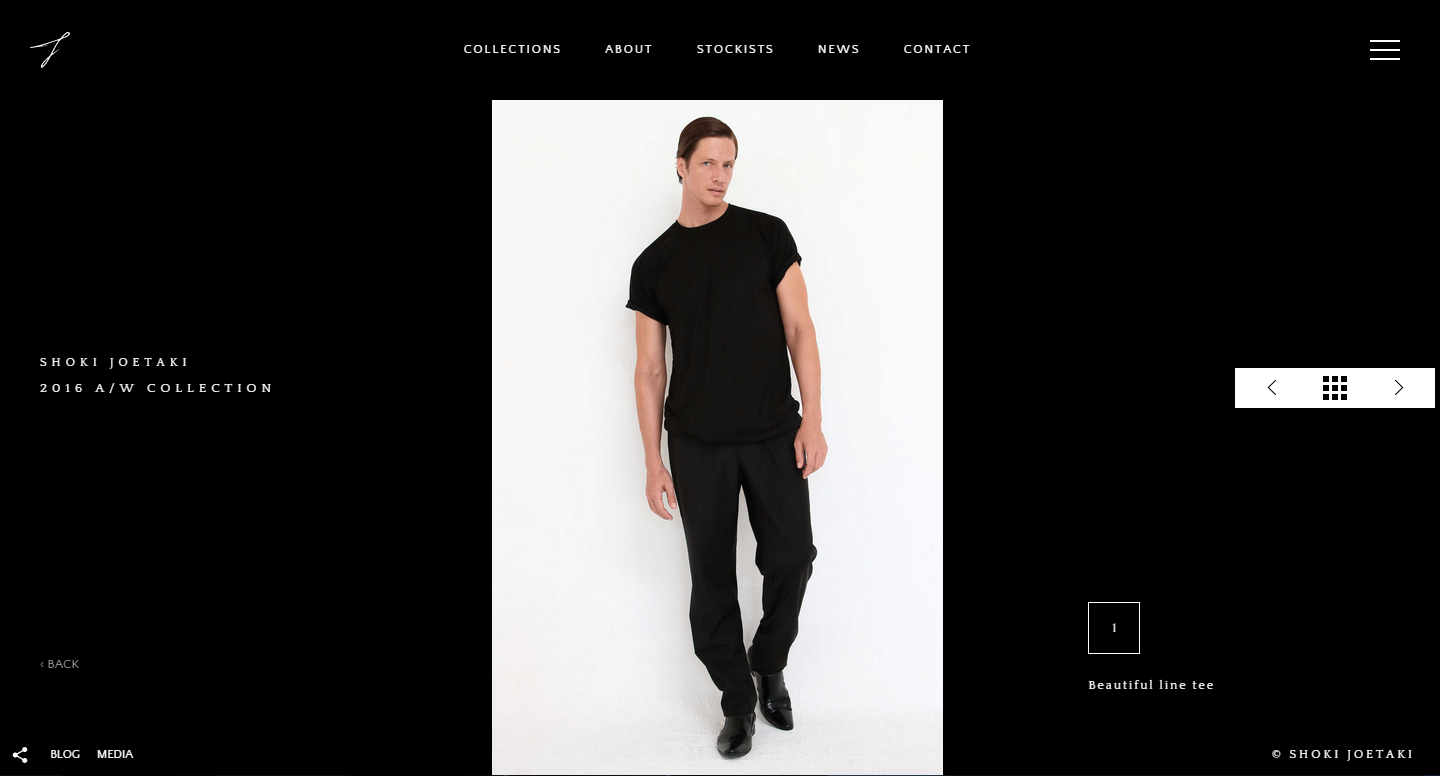 COLLECTIONS ABOUT STOCKISTS NEWS CONTACT
SHOKI JOETAKI
2016 A/W COLLECTION
1
‹ BACK
Beautiful line tee
BLOG MEDIA
© SHOKI JOETAKI